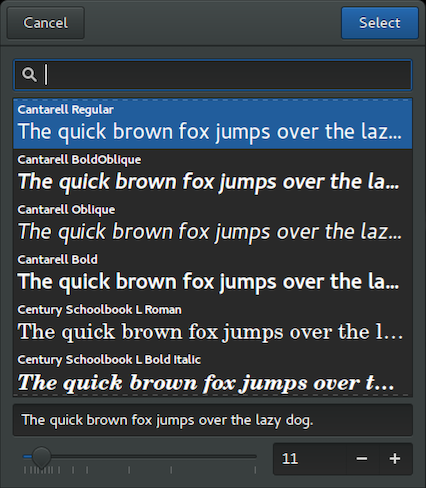 Cancel
Select
Cantarell Regular
The quick brown fox jumps over the laz...
Cantarell BoldOblique
The quick brown fox jumps over the la...
Cantarell Oblique
The quick brown fox jumps over the laz...
Cantarell Bold
The quick brown fox jumps over the la...
Century Schoolbook L Roman
The quick brown fox jumps over the l...
Century Schoolbook L Bold Italic
The quick brown fox jumps over t...
The quick brown fox jumps over the lazy dog.
11 − +